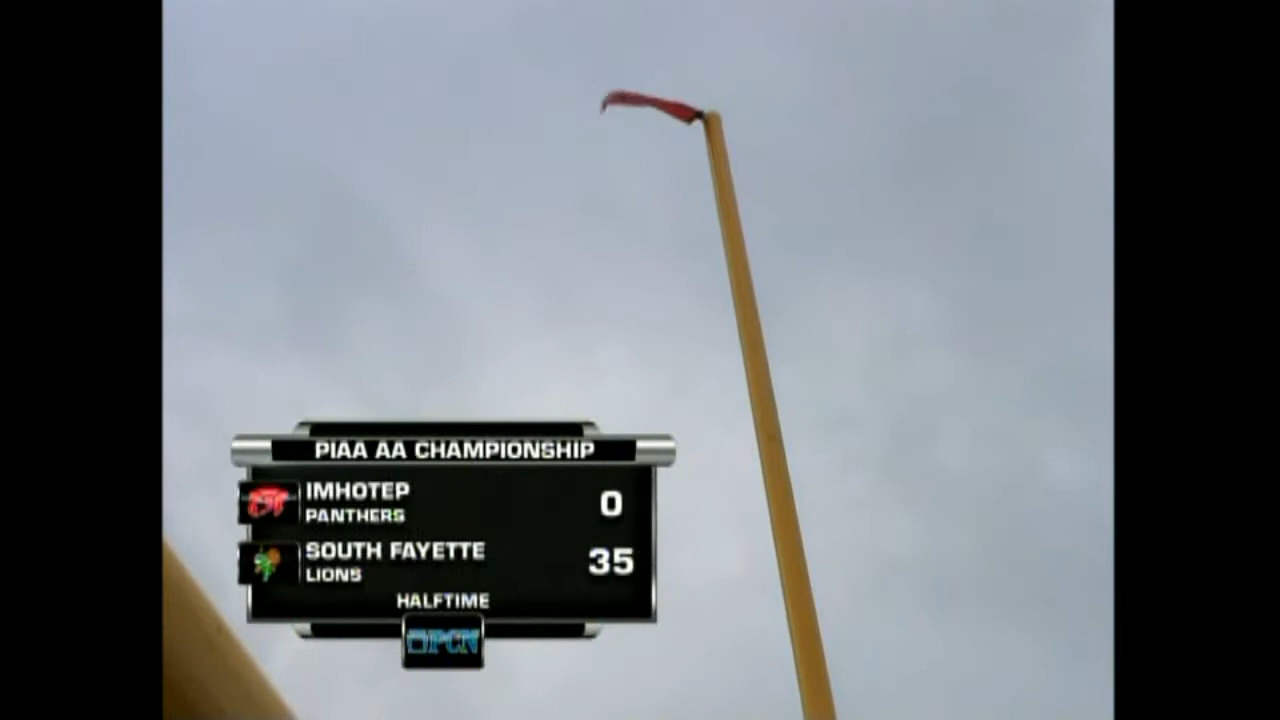 PIAA AA CHAMPIONSHIP
IMHOTEP
PANTHERS
0
SOUTH FAYETTE
LIONS
35
HALFTIME
PCN